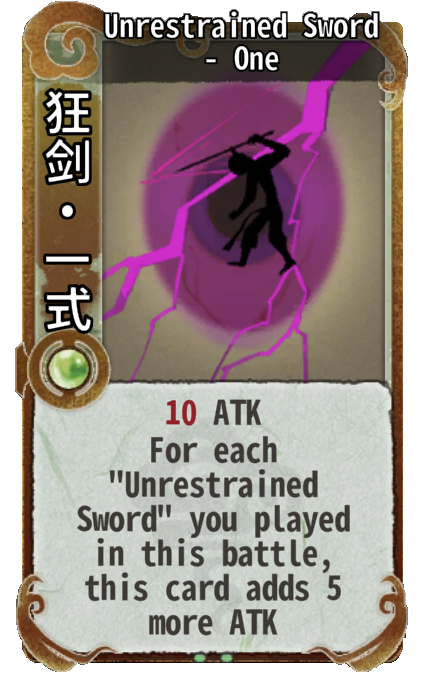 Unrestrained Sword
- One
狂剑·一式
10 ATK
For each
"Unrestrained
Sword" you played
in this battle,
this card adds 5
more ATK